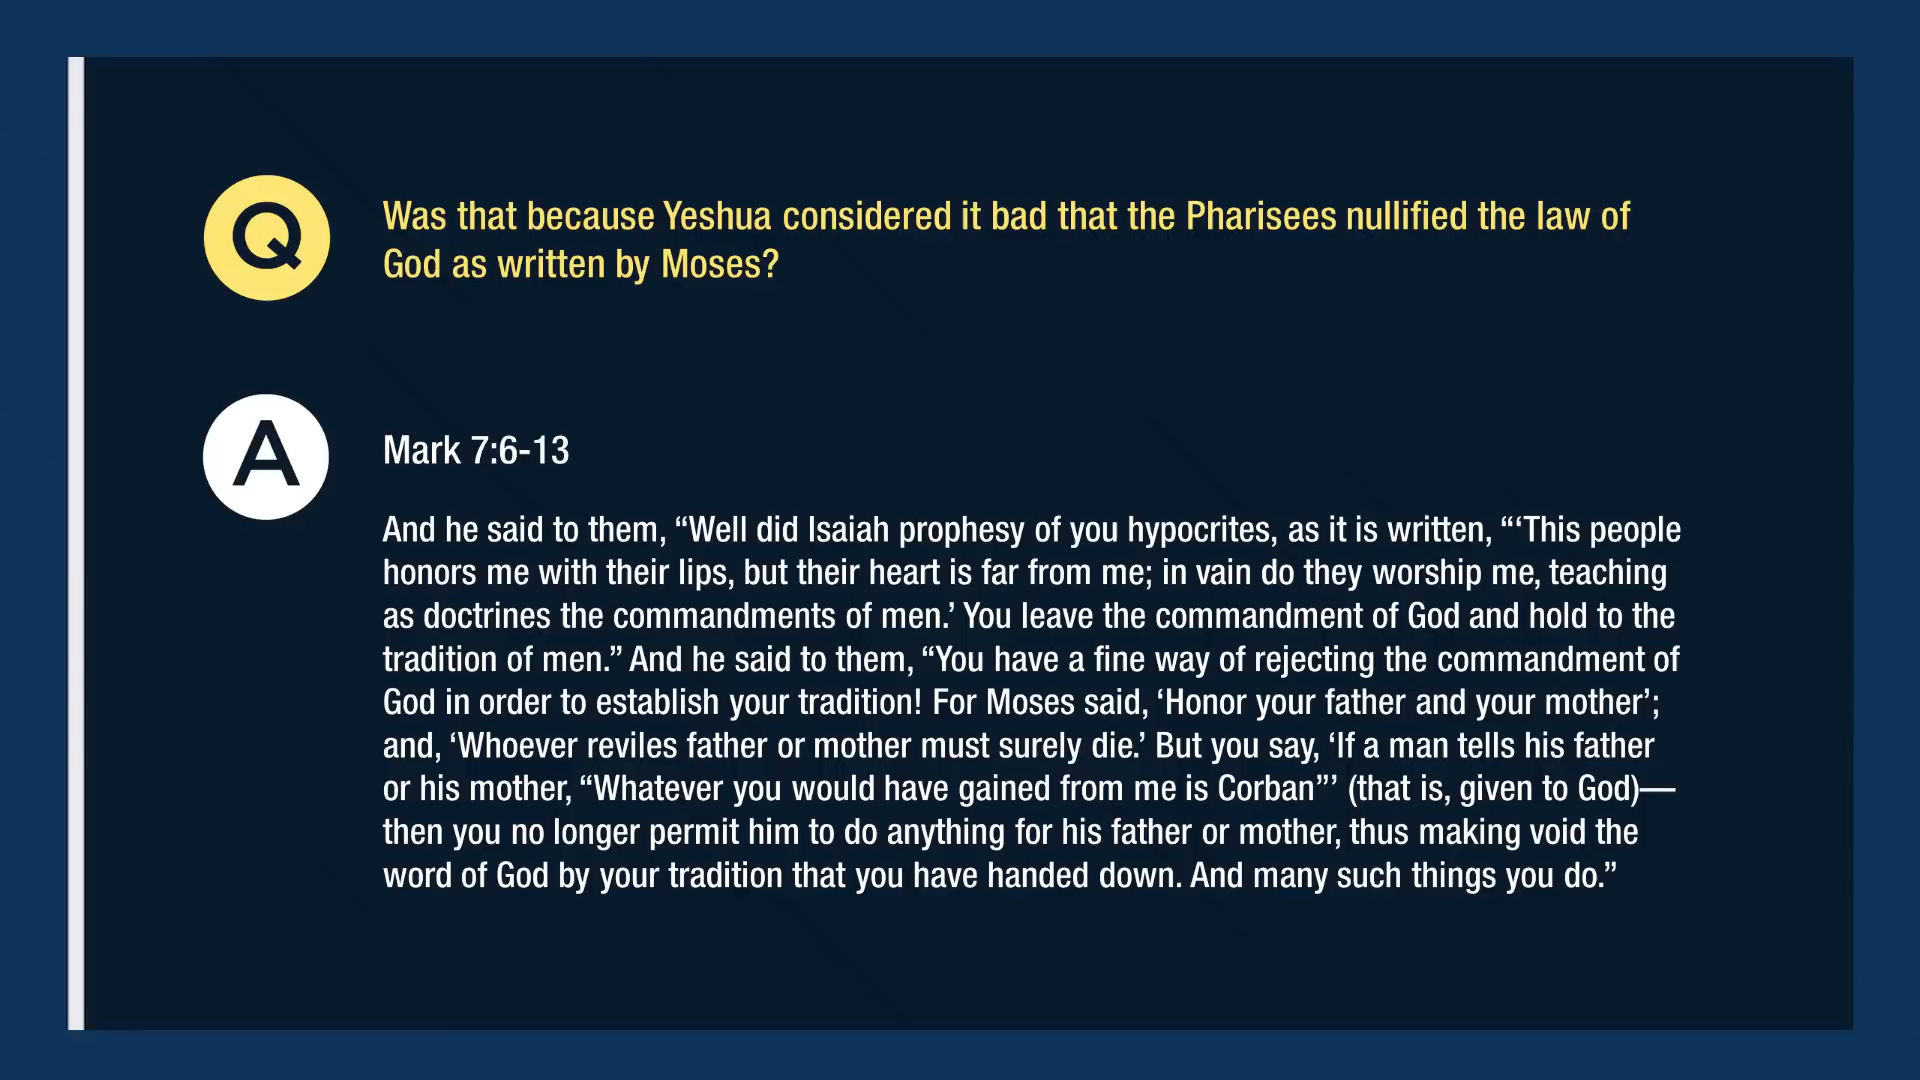 Q
Was that because Yeshua considered it bad that the Pharisees nullified the law of
God as written by Moses?
A
Mark 7:6-13
And he said to them, “Well did Isaiah prophesy of you hypocrites, as it is written, “‘This people
honors me with their lips, but their heart is far from me; in vain do they worship me, teaching
as doctrines the commandments of men.’ You leave the commandment of God and hold to the
tradition of men.” And he said to them, “You have a fine way of rejecting the commandment of
God in order to establish your tradition! For Moses said, ‘Honor your father and your mother’;
and, ‘Whoever reviles father or mother must surely die.’ But you say, ‘If a man tells his father
or his mother, “Whatever you would have gained from me is Corban”’ (that is, given to God)—
then you no longer permit him to do anything for his father or mother, thus making void the
word of God by your tradition that you have handed down. And many such things you do.”